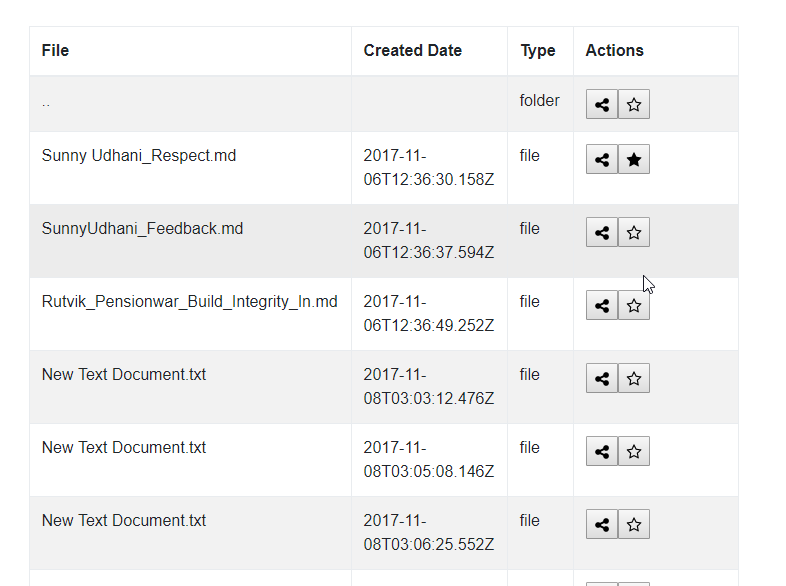 File Created Date Type Actions
.. folder
Sunny Udhani_Respect.md 2017-11- file
06T12:36:30.158Z
SunnyUdhani_Feedback.md 2017-11- file
06T12:36:37.594Z
Rutvik_Pensionwar_Build_Integrity_In.md 2017-11- file
06T12:36:49.252Z
New Text Document.txt 2017-11- file
08T03:03:12.476Z
New Text Document.txt 2017-11- file
08T03:05:08.146Z
New Text Document.txt 2017-11- file
08T03:06:25.552Z